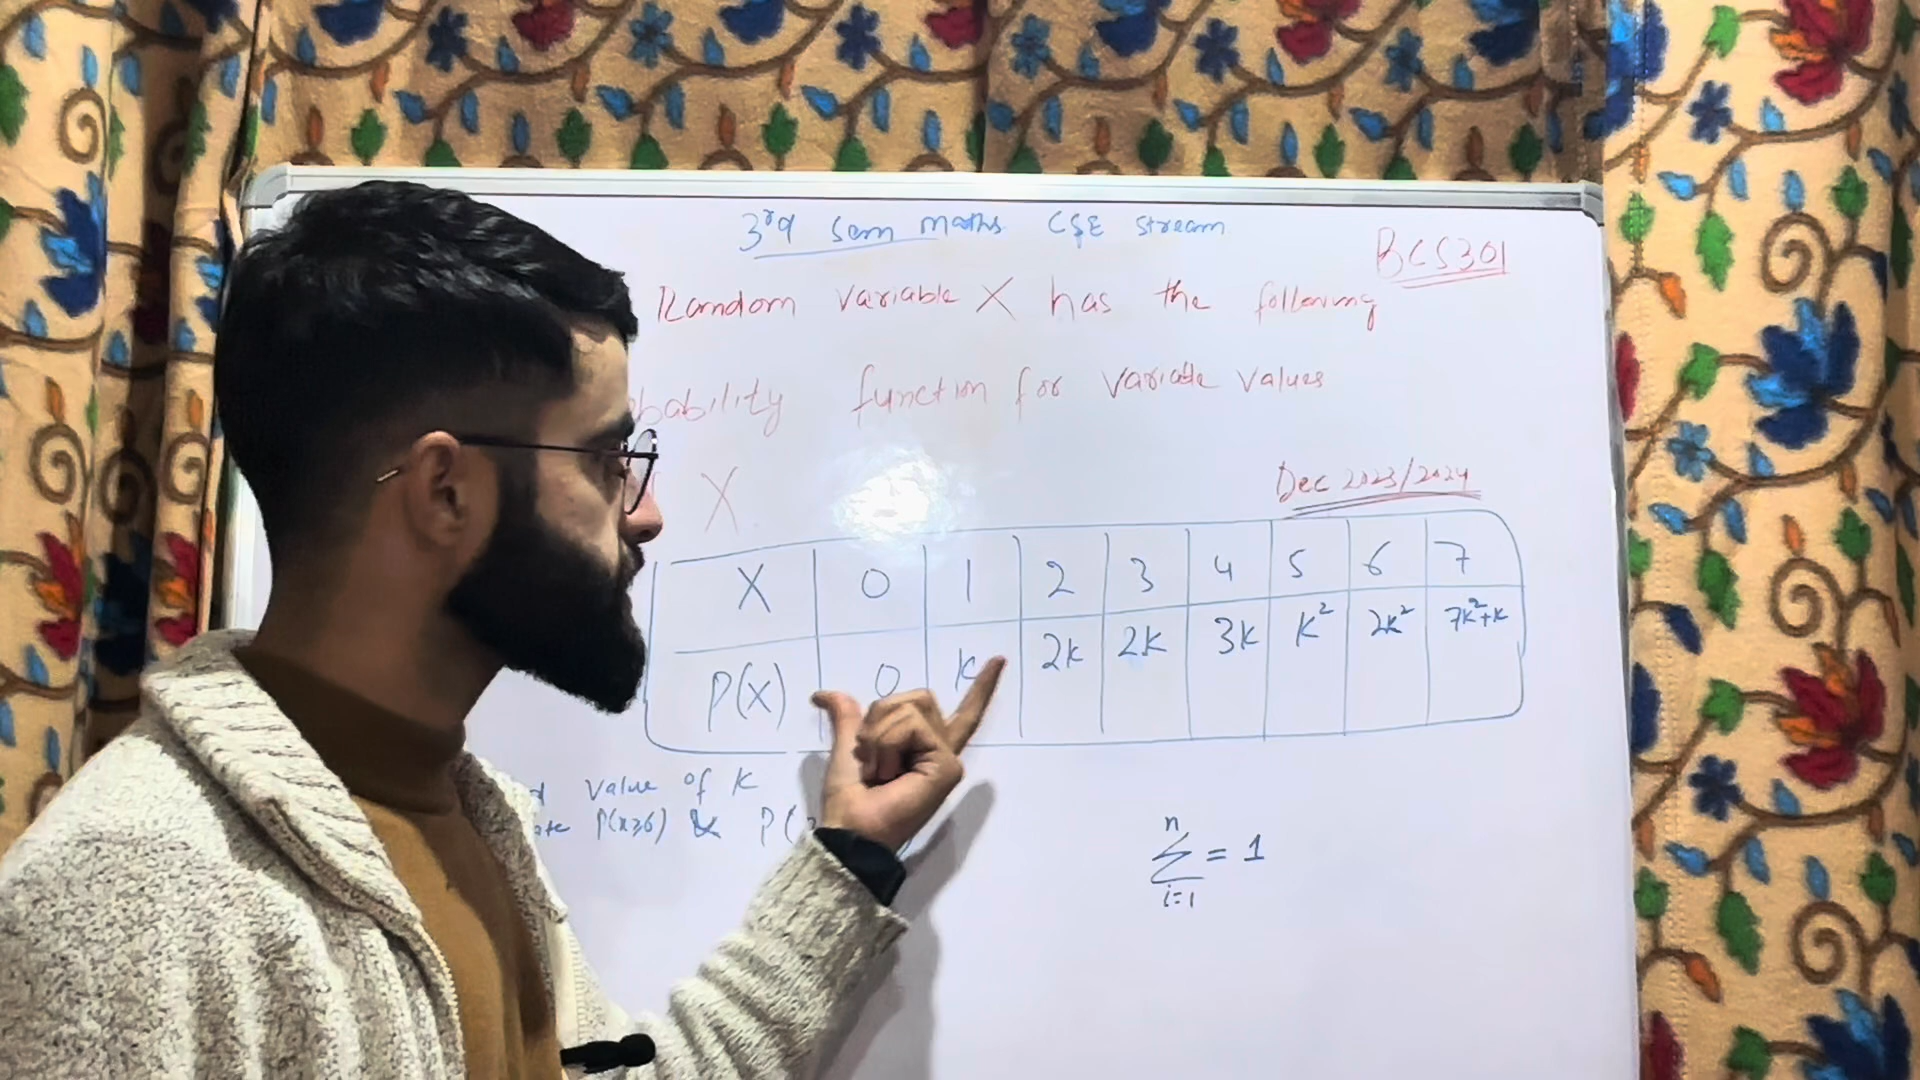 3rd Sem Maths CSE Stream
BCS301
Random variable X has the following
bability function for variate values
X.
Dec 2023/2024
X 0 1 2 3 4 5 6 7
P(X) 0 K 2K 2K 3K K² 2K² 7K²+K
d value of K
ate P(x≥6) & P(
n
Σ = 1
i=1